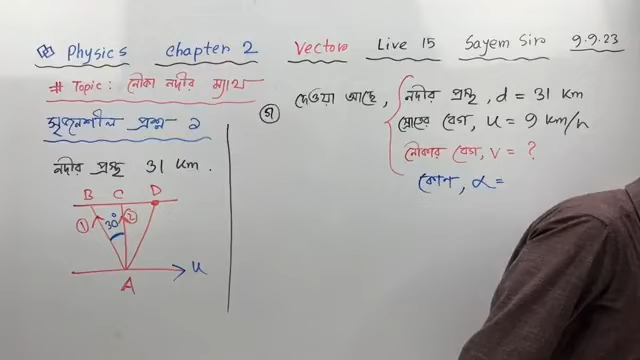 Physics chapter 2 Vector Live 15 Sayem Sir 9.9.23
# Topic: নৌকা নদীর ম্যাথ
সৃজনশীল প্রশ্ন ১
নদীর প্রস্থ 31 km.
B C D
① 30° ②
u
A
গ দেওয়া আছে,
নদীর প্রস্থ, d = 31 km
স্রোতের বেগ, u = 9 km/h
নৌকার বেগ, v = ?
কোণ, α =